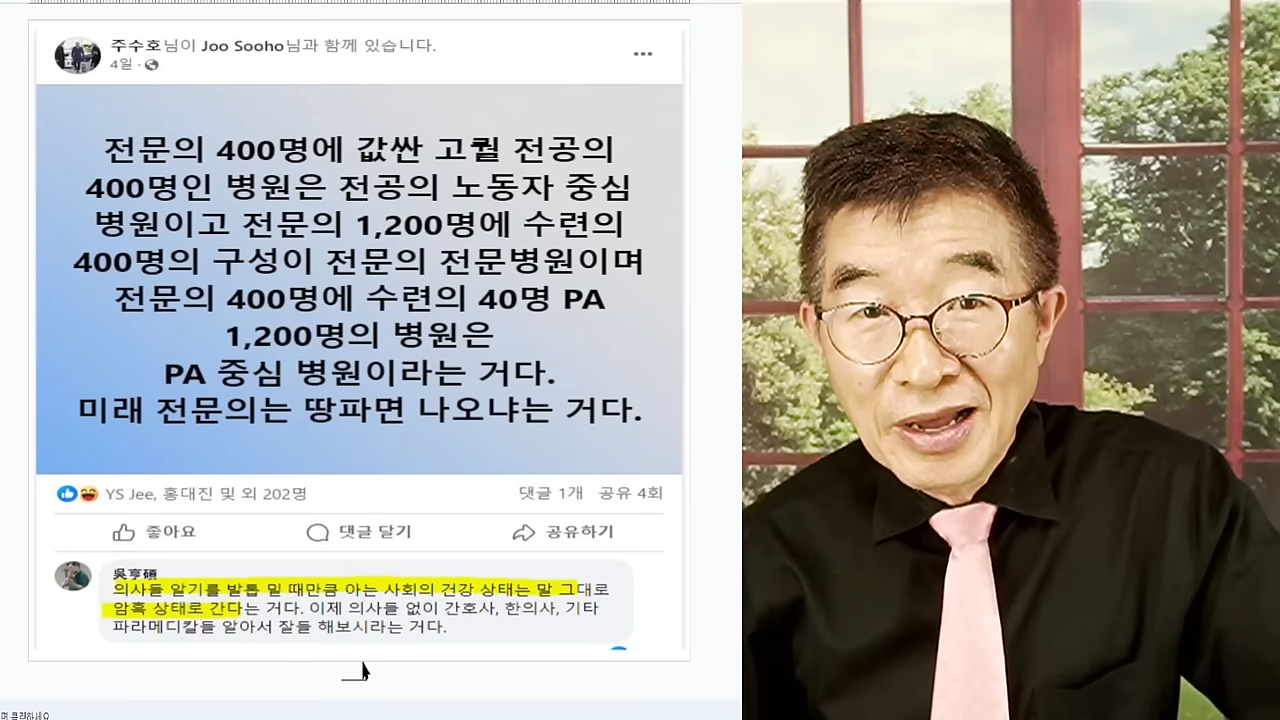 주수호님이 Joo Sooho님과 함께 있습니다.
4일 ·
전문의 400명에 값싼 고퀄 전공의
400명인 병원은 전공의 노동자 중심
병원이고 전문의 1,200명에 수련의
400명의 구성이 전문의 전문병원이며
전문의 400명에 수련의 40명 PA
1,200명의 병원은
PA 중심 병원이라는 거다.
미래 전문의는 땅파면 나오냐는 거다.
YS Jee, 홍대진 및 외 202명
댓글 1개 공유 4회
좋아요 댓글 달기 공유하기
吳亨碩
의사들 알기를 발톱 밑 때만큼 아는 사회의 건강 상태는 말 그대로
암흑 상태로 간다는 거다. 이제 의사들 없이 간호사, 한의사, 기타
파라메디칼들 알아서 잘들 해보시라는 거다.